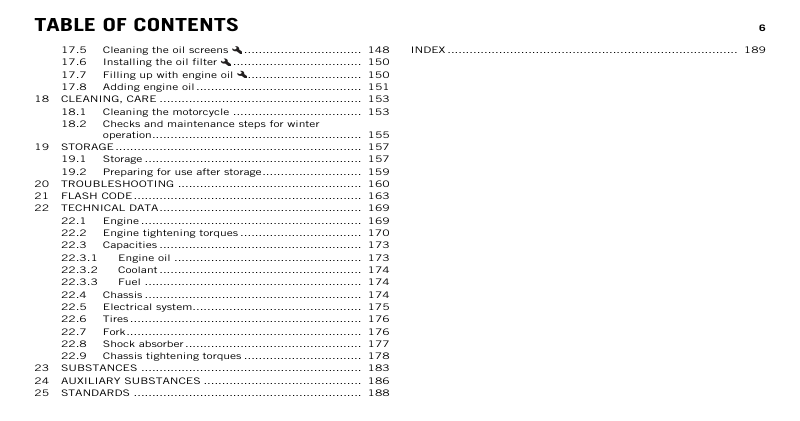 TABLE OF CONTENTS 6
17.5 Cleaning the oil screens ........................................ 148
17.6 Installing the oil filter ........................................ 150
17.7 Filling up with engine oil ........................................ 150
17.8 Adding engine oil ........................................ 151
18 CLEANING, CARE ........................................ 153
18.1 Cleaning the motorcycle ........................................ 153
18.2 Checks and maintenance steps for winter
operation ........................................ 155
19 STORAGE ........................................ 157
19.1 Storage ........................................ 157
19.2 Preparing for use after storage ........................................ 159
20 TROUBLESHOOTING ........................................ 160
21 FLASH CODE ........................................ 163
22 TECHNICAL DATA ........................................ 169
22.1 Engine ........................................ 169
22.2 Engine tightening torques ........................................ 170
22.3 Capacities ........................................ 173
22.3.1 Engine oil ........................................ 173
22.3.2 Coolant ........................................ 174
22.3.3 Fuel ........................................ 174
22.4 Chassis ........................................ 174
22.5 Electrical system ........................................ 175
22.6 Tires ........................................ 176
22.7 Fork ........................................ 176
22.8 Shock absorber ........................................ 177
22.9 Chassis tightening torques ........................................ 178
23 SUBSTANCES ........................................ 183
24 AUXILIARY SUBSTANCES ........................................ 186
25 STANDARDS ........................................ 188
INDEX ........................................ 189